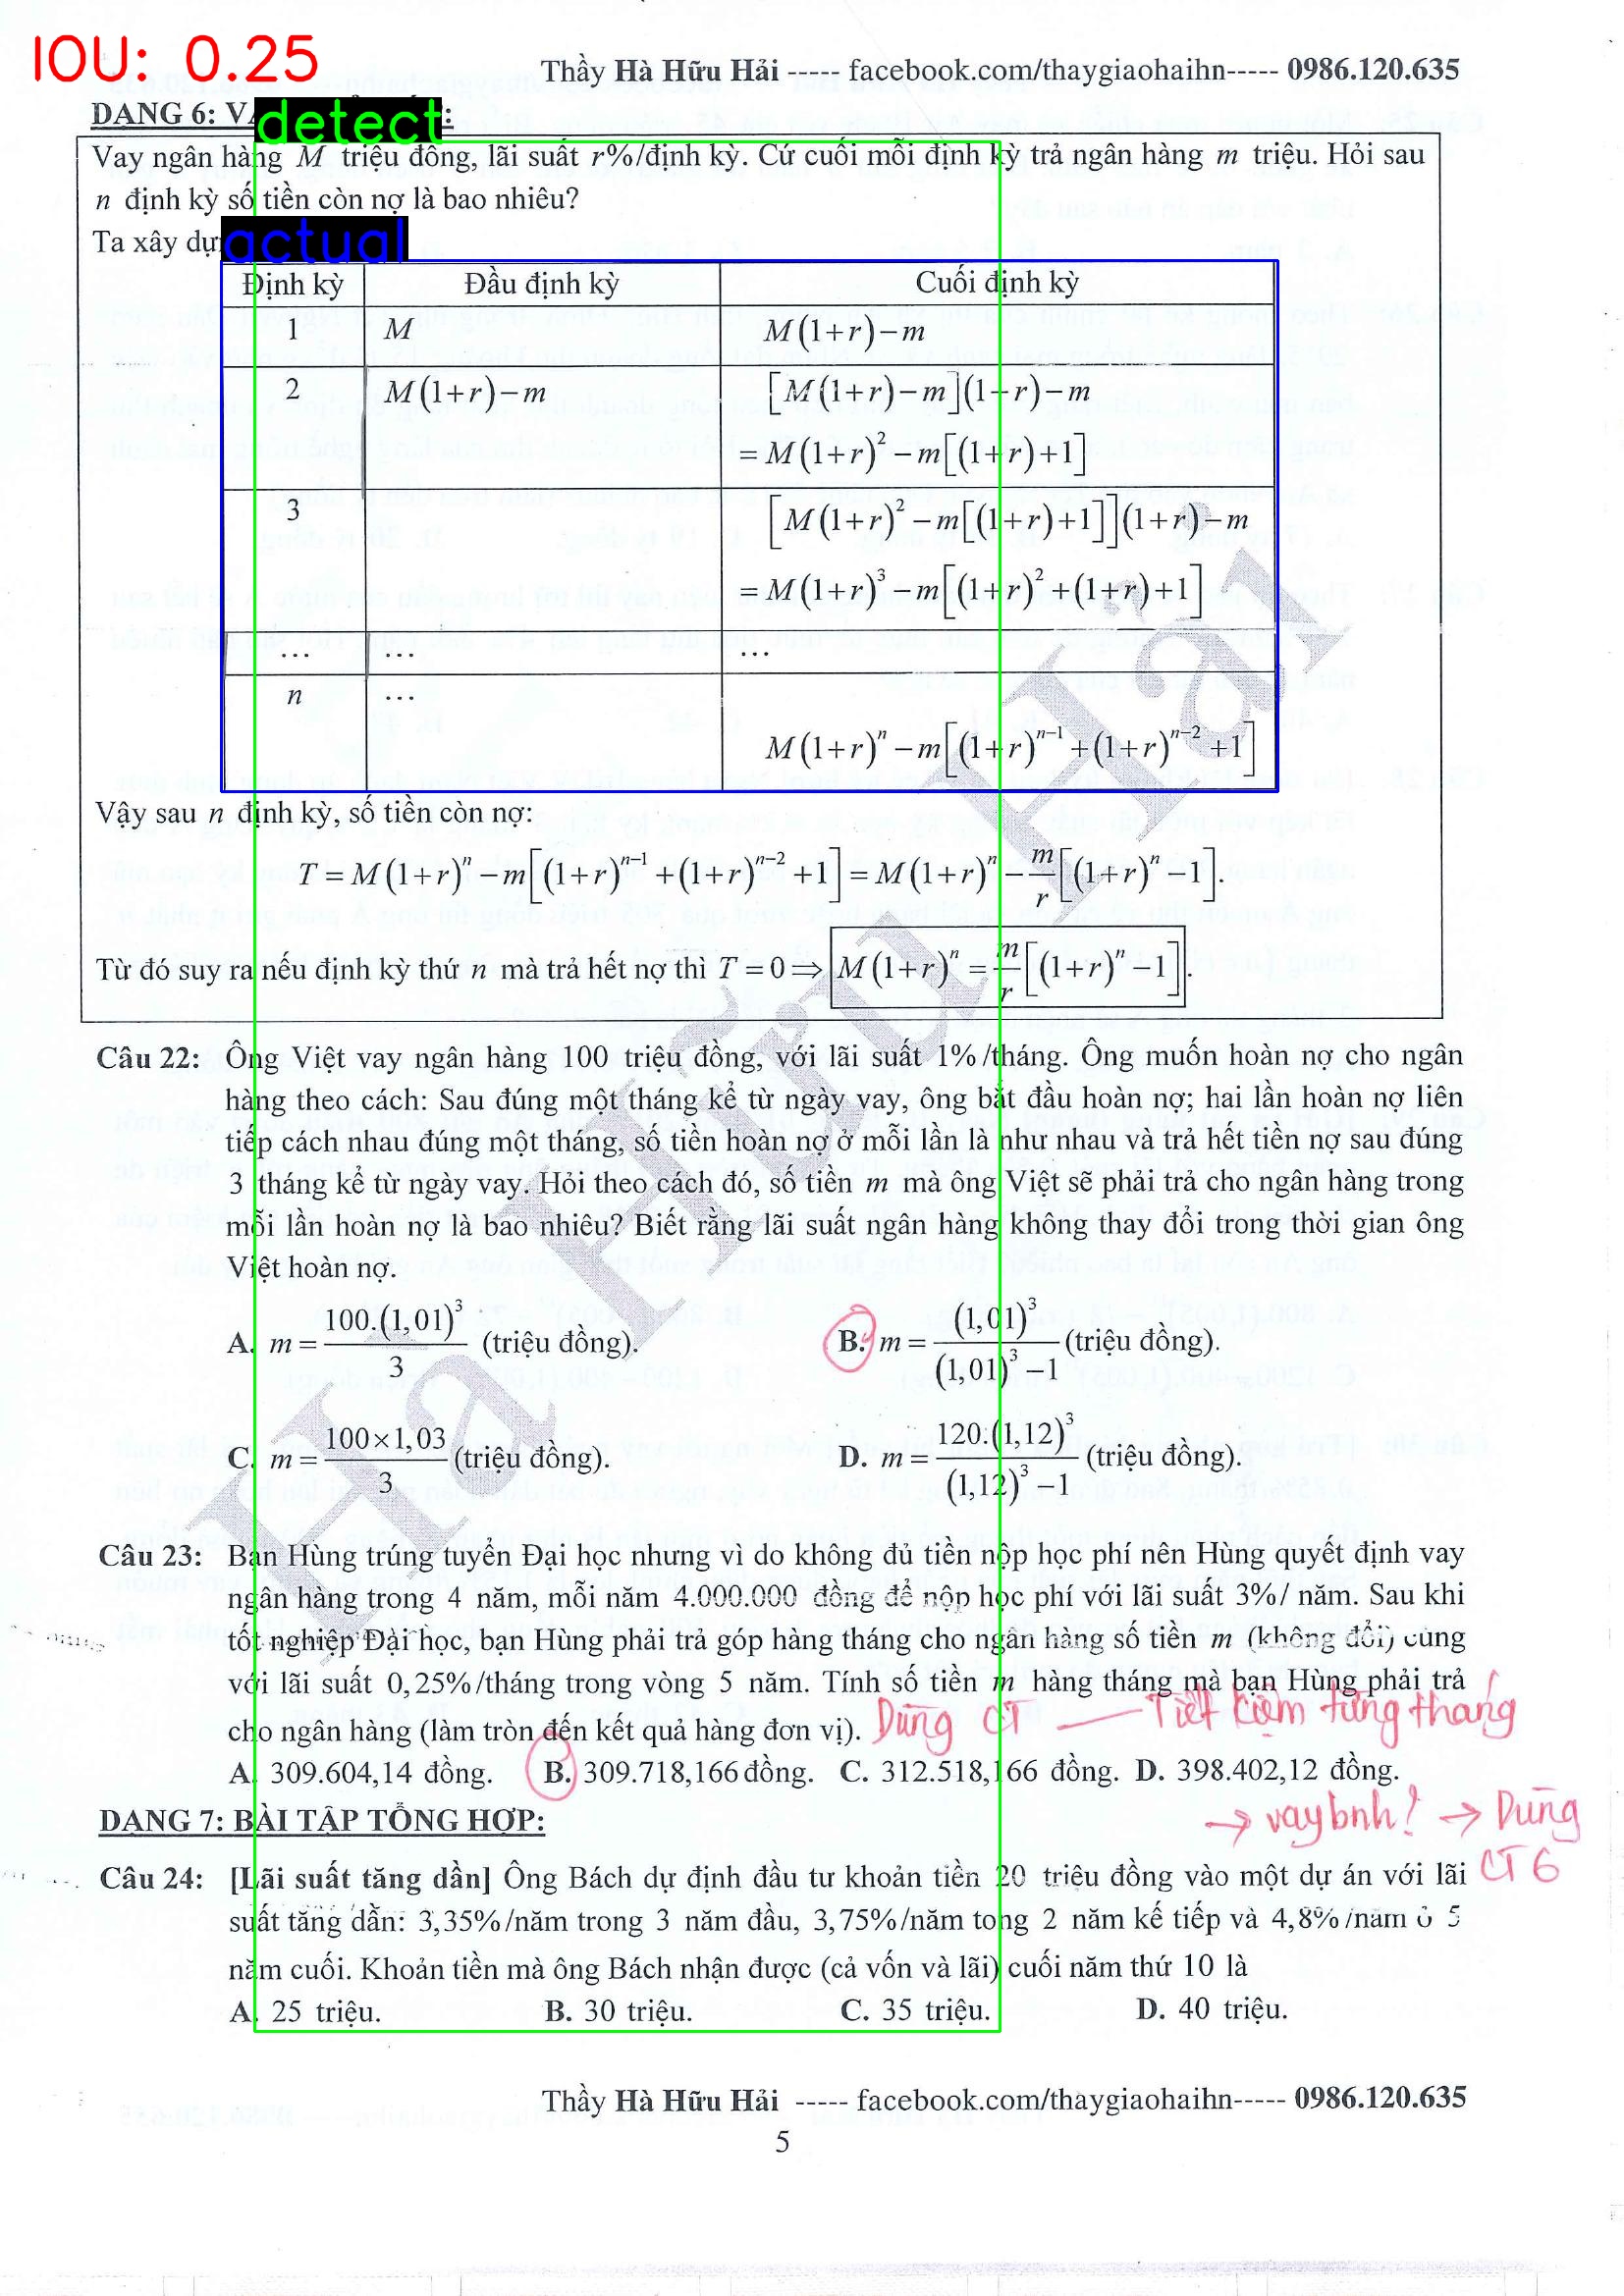 IOU: 0.25
Thầy Hà Hữu Hải ----- facebook.com/thaygiaohaihn----- 0986.120.635
DẠNG 6:
detect
Vay ngân hàng M triệu đồng, lãi suất r%/định kỳ. Cứ cuối mỗi định kỳ trả ngân hàng m triệu. Hỏi sau
n định kỳ số tiền còn nợ là bao nhiêu?
Ta xây
actual
Định kỳ Đầu định kỳ Cuối định kỳ
1 M M(1+r)−m
2 M(1+r)−m [M(1+r)−m](1+r)−m
=M(1+r)²−m[(1+r)+1]
3 [M(1+r)²−m[(1+r)+1]](1+r)−m
=M(1+r)³−m[(1+r)²+(1+r)+1]
... ... ...
n ...
M(1+r)ⁿ−m[(1+r)ⁿ⁻¹+(1+r)ⁿ⁻²+1]
Vậy sau n định kỳ, số tiền còn nợ:
T=M(1+r)ⁿ−m[(1+r)ⁿ⁻¹+(1+r)ⁿ⁻²+1]=M(1+r)ⁿ−m/r[(1+r)ⁿ−1].
Từ đó suy ra nếu định kỳ thứ n mà trả hết nợ thì T=0⇒M(1+r)ⁿ=m/r[(1+r)ⁿ−1].
Câu 22: Ông Việt vay ngân hàng 100 triệu đồng, với lãi suất 1%/tháng. Ông muốn hoàn nợ cho ngân
hàng theo cách: Sau đúng một tháng kể từ ngày vay, ông bắt đầu hoàn nợ; hai lần hoàn nợ liên
tiếp cách nhau đúng một tháng, số tiền hoàn nợ ở mỗi lần là như nhau và trả hết tiền nợ sau đúng
3 tháng kể từ ngày vay. Hỏi theo cách đó, số tiền m mà ông Việt sẽ phải trả cho ngân hàng trong
mỗi lần hoàn nợ là bao nhiêu? Biết rằng lãi suất ngân hàng không thay đổi trong thời gian ông
Việt hoàn nợ.
A. m=100.(1,01)³/3 (triệu đồng). B. m=(1,01)³/((1,01)³−1) (triệu đồng).
C. m=100×1,03/3 (triệu đồng). D. m=120.(1,12)³/((1,12)³−1) (triệu đồng).
Câu 23: Bạn Hùng trúng tuyển Đại học nhưng vì do không đủ tiền nộp học phí nên Hùng quyết định vay
ngân hàng trong 4 năm, mỗi năm 4.000.000 đồng để nộp học phí với lãi suất 3%/ năm. Sau khi
tốt nghiệp Đại học, bạn Hùng phải trả góp hàng tháng cho ngân hàng số tiền m (không đổi) cùng
với lãi suất 0,25%/tháng trong vòng 5 năm. Tính số tiền m hàng tháng mà bạn Hùng phải trả
cho ngân hàng (làm tròn đến kết quả hàng đơn vị). Dùng CT — Tiết kiệm từng tháng
A. 309.604,14 đồng. B. 309.718,166 đồng. C. 312.518,166 đồng. D. 398.402,12 đồng.
→ vay bnh! → Dùng
CT 6
DẠNG 7: BÀI TẬP TỔNG HỢP:
Câu 24: [Lãi suất tăng dần] Ông Bách dự định đầu tư khoản tiền 20 triệu đồng vào một dự án với lãi
suất tăng dần: 3,35%/năm trong 3 năm đầu, 3,75%/năm tong 2 năm kế tiếp và 4,8%/năm ở 5
năm cuối. Khoản tiền mà ông Bách nhận được (cả vốn và lãi) cuối năm thứ 10 là
A. 25 triệu. B. 30 triệu. C. 35 triệu. D. 40 triệu.
Thầy Hà Hữu Hải ----- facebook.com/thaygiaohaihn----- 0986.120.635
5
Hà Hữu Hải